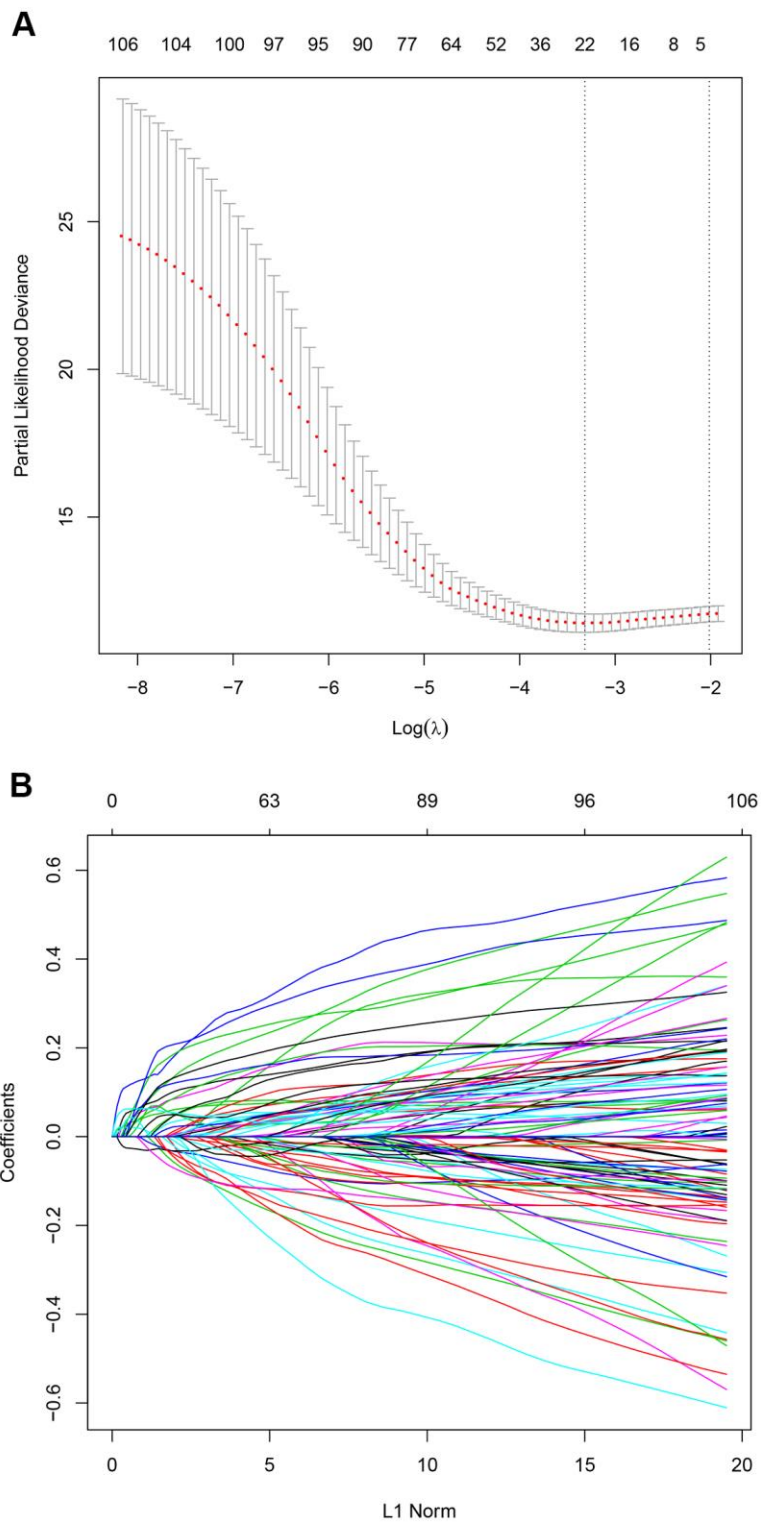 A
106 104 100 97 95 90 77 64 52 36 22 16 8 5
Partial Likelihood Deviance
25
20
15
−8 −7 −6 −5 −4 −3 −2
Log(λ)
B
0 63 89 96 106
Coefficients
0.6
0.4
0.2
0.0
−0.2
−0.4
−0.6
0 5 10 15 20
L1 Norm